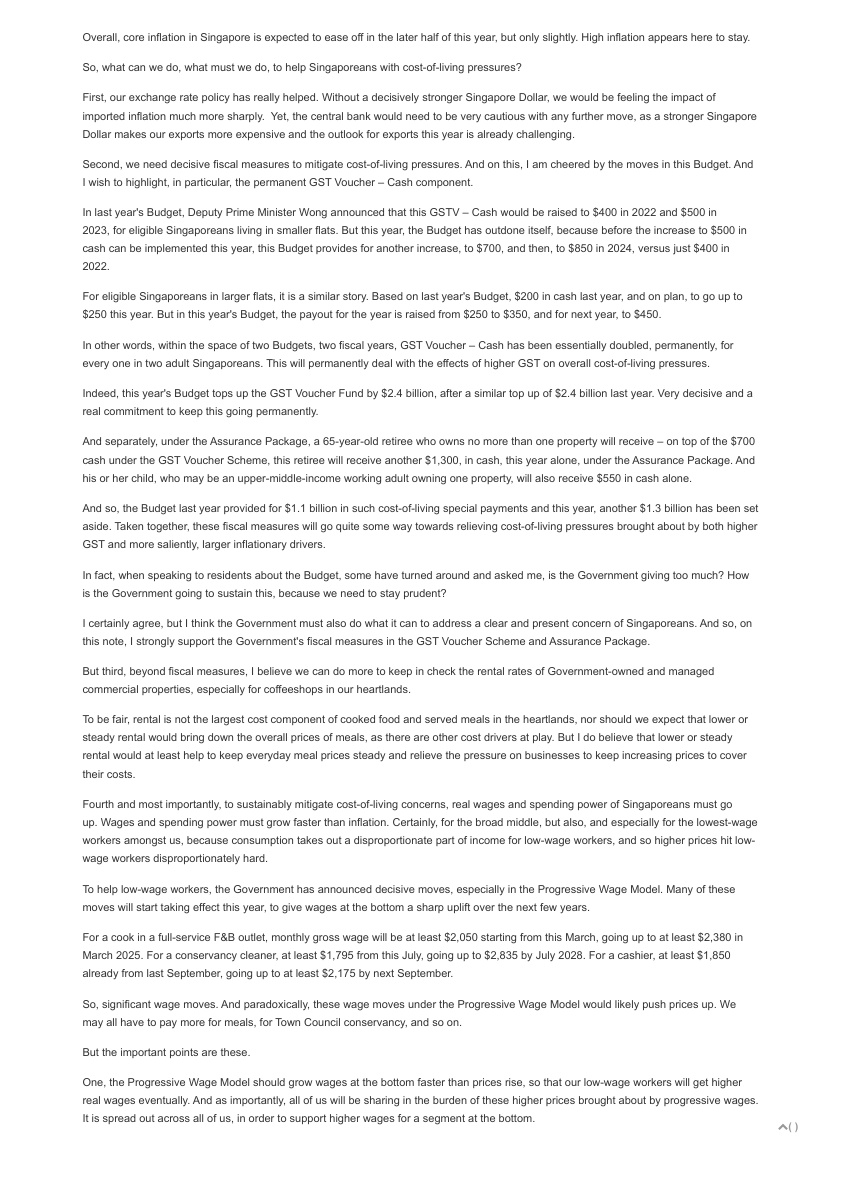 Overall, core inflation in Singapore is expected to ease off in the later half of this year, but only slightly. High inflation appears here to stay.
So, what can we do, what must we do, to help Singaporeans with cost-of-living pressures?
First, our exchange rate policy has really helped. Without a decisively stronger Singapore Dollar, we would be feeling the impact of
imported inflation much more sharply.  Yet, the central bank would need to be very cautious with any further move, as a stronger Singapore
Dollar makes our exports more expensive and the outlook for exports this year is already challenging.
Second, we need decisive fiscal measures to mitigate cost-of-living pressures. And on this, I am cheered by the moves in this Budget. And
I wish to highlight, in particular, the permanent GST Voucher – Cash component.
In last year's Budget, Deputy Prime Minister Wong announced that this GSTV – Cash would be raised to $400 in 2022 and $500 in
2023, for eligible Singaporeans living in smaller flats. But this year, the Budget has outdone itself, because before the increase to $500 in
cash can be implemented this year, this Budget provides for another increase, to $700, and then, to $850 in 2024, versus just $400 in
2022.
For eligible Singaporeans in larger flats, it is a similar story. Based on last year's Budget, $200 in cash last year, and on plan, to go up to
$250 this year. But in this year's Budget, the payout for the year is raised from $250 to $350, and for next year, to $450.
In other words, within the space of two Budgets, two fiscal years, GST Voucher – Cash has been essentially doubled, permanently, for
every one in two adult Singaporeans. This will permanently deal with the effects of higher GST on overall cost-of-living pressures.
Indeed, this year's Budget tops up the GST Voucher Fund by $2.4 billion, after a similar top up of $2.4 billion last year. Very decisive and a
real commitment to keep this going permanently.
And separately, under the Assurance Package, a 65-year-old retiree who owns no more than one property will receive – on top of the $700
cash under the GST Voucher Scheme, this retiree will receive another $1,300, in cash, this year alone, under the Assurance Package. And
his or her child, who may be an upper-middle-income working adult owning one property, will also receive $550 in cash alone.
And so, the Budget last year provided for $1.1 billion in such cost-of-living special payments and this year, another $1.3 billion has been set
aside. Taken together, these fiscal measures will go quite some way towards relieving cost-of-living pressures brought about by both higher
GST and more saliently, larger inflationary drivers.
In fact, when speaking to residents about the Budget, some have turned around and asked me, is the Government giving too much? How
is the Government going to sustain this, because we need to stay prudent?
I certainly agree, but I think the Government must also do what it can to address a clear and present concern of Singaporeans. And so, on
this note, I strongly support the Government's fiscal measures in the GST Voucher Scheme and Assurance Package.
But third, beyond fiscal measures, I believe we can do more to keep in check the rental rates of Government-owned and managed
commercial properties, especially for coffeeshops in our heartlands.
To be fair, rental is not the largest cost component of cooked food and served meals in the heartlands, nor should we expect that lower or
steady rental would bring down the overall prices of meals, as there are other cost drivers at play. But I do believe that lower or steady
rental would at least help to keep everyday meal prices steady and relieve the pressure on businesses to keep increasing prices to cover
their costs.
Fourth and most importantly, to sustainably mitigate cost-of-living concerns, real wages and spending power of Singaporeans must go
up. Wages and spending power must grow faster than inflation. Certainly, for the broad middle, but also, and especially for the lowest-wage
workers amongst us, because consumption takes out a disproportionate part of income for low-wage workers, and so higher prices hit low-
wage workers disproportionately hard.
To help low-wage workers, the Government has announced decisive moves, especially in the Progressive Wage Model. Many of these
moves will start taking effect this year, to give wages at the bottom a sharp uplift over the next few years.
For a cook in a full-service F&B outlet, monthly gross wage will be at least $2,050 starting from this March, going up to at least $2,380 in
March 2025. For a conservancy cleaner, at least $1,795 from this July, going up to $2,835 by July 2028. For a cashier, at least $1,850
already from last September, going up to at least $2,175 by next September.
So, significant wage moves. And paradoxically, these wage moves under the Progressive Wage Model would likely push prices up. We
may all have to pay more for meals, for Town Council conservancy, and so on.
But the important points are these.
One, the Progressive Wage Model should grow wages at the bottom faster than prices rise, so that our low-wage workers will get higher
real wages eventually. And as importantly, all of us will be sharing in the burden of these higher prices brought about by progressive wages.
It is spread out across all of us, in order to support higher wages for a segment at the bottom.
( )